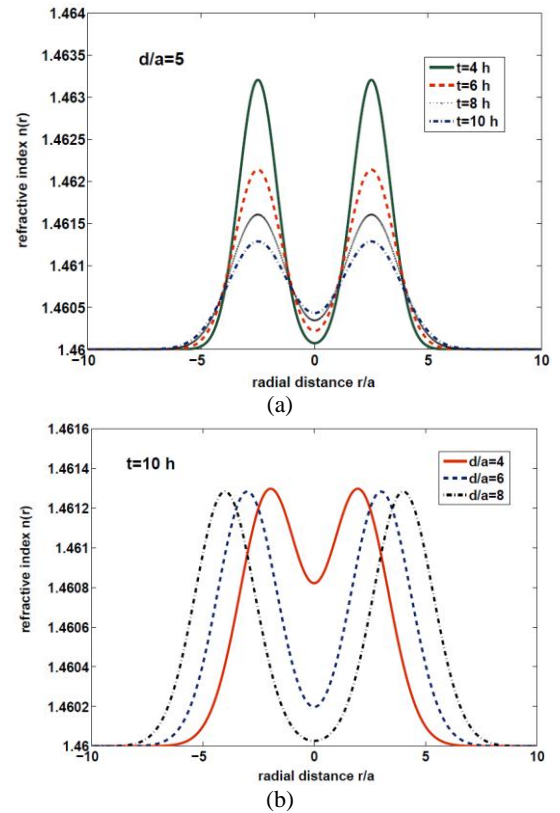 1.464
1.4635
1.463
1.4625
1.462
1.4615
1.461
1.4605
1.46
refractive index n(r)
d/a=5
t=4 h
t=6 h
t=8 h
t=10 h
−10 −5 0 5 10
radial distance r/a
(a)
1.4616
1.4614
1.4612
1.461
1.4608
1.4606
1.4604
1.4602
1.46
refractive index n(r)
t=10 h
d/a=4
d/a=6
d/a=8
−10 −5 0 5 10
radial distance r/a
(b)